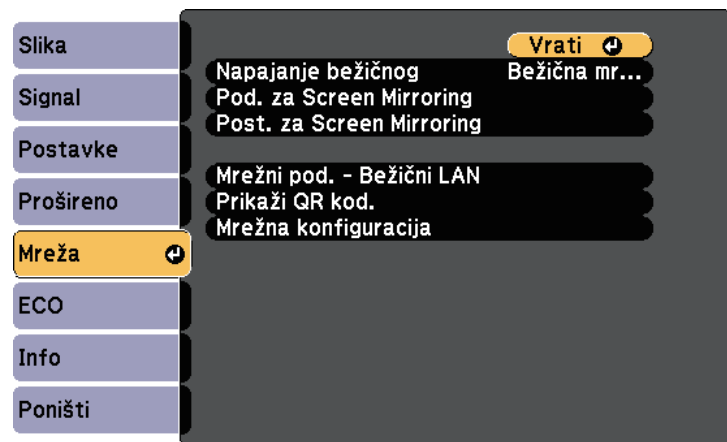 Slika
Signal
Postavke
Prošireno
Mreža
ECO
Info
Poništi
Vrati
Napajanje bežičnog Bežična mr...
Pod. za Screen Mirroring
Post. za Screen Mirroring
Mrežni pod. - Bežični LAN
Prikaži QR kod.
Mrežna konfiguracija